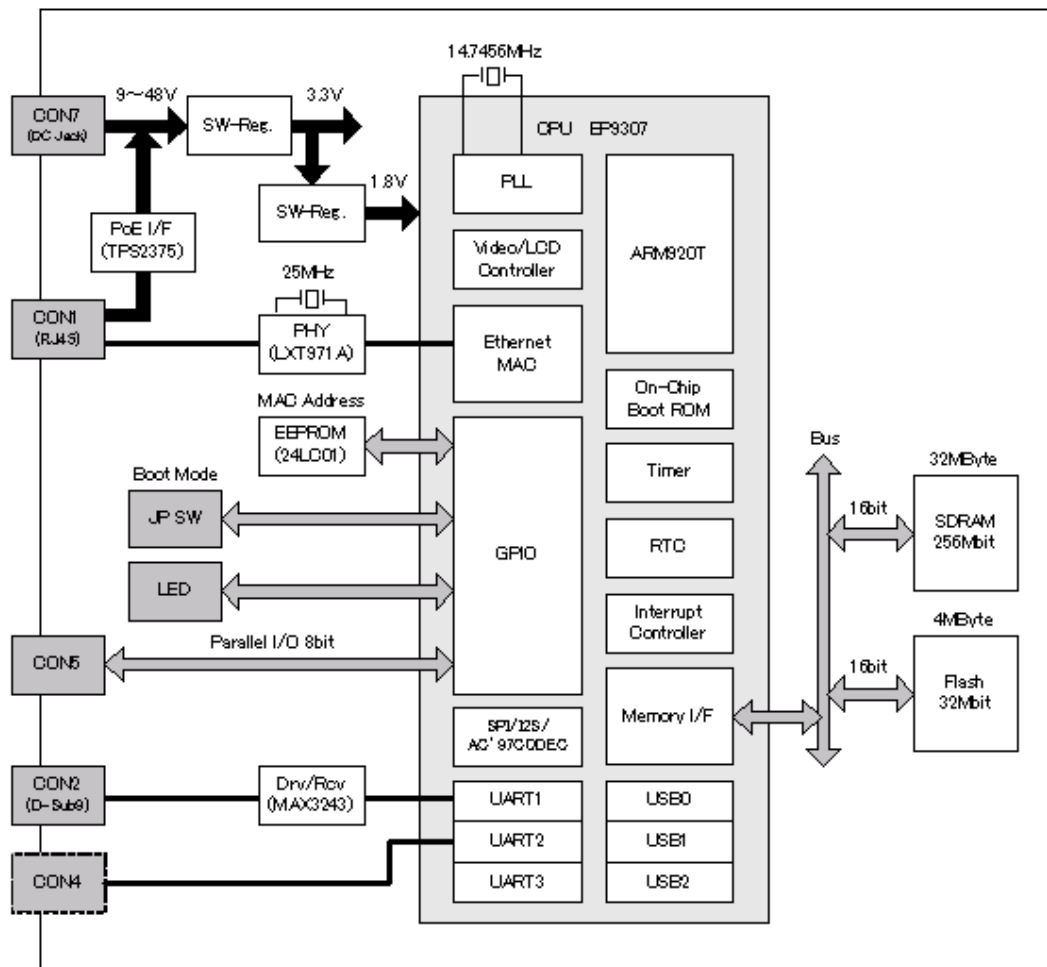 14.7456MHz
CON7
(DC Jack)
9～48V
SW-Reg.
3.3V
CPU EP9307
PLL
ARM920T
SW-Reg.
1.8V
PoE I/F
(TPS2375)
Video/LCD
Controller
25MHz
CON1
(RJ45)
PHY
(LXT971A)
Ethernet
MAC
On-Chip
Boot ROM
MAC Address
EEPROM
(24LC01)
Bus
Timer
32MByte
Boot Mode
JP SW
16bit
SDRAM
256Mbit
GPIO
RTC
LED
Interrupt
Controller
4MByte
Parallel I/O 8bit
CON5
16bit
Flash
32Mbit
Memory I/F
SPI/I2S/
AC'97CODEC
CON2
(D-Sub9)
Drv/Rcv
(MAX3243)
UART1
USB0
UART2
USB1
CON4
UART3
USB2